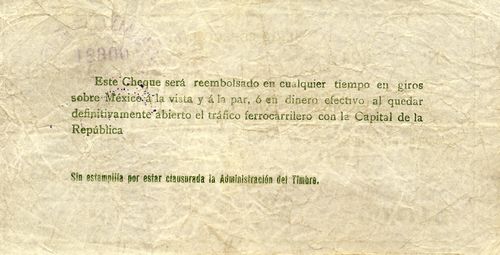 18900
Este Cheque será reembolsado en cualquier tiempo en giros
sobre México á la vista y á la par, ó en dinero efectivo al quedar
definitivamente abierto el tráfico ferrocarrilero con la Capital de la
República
Sin estampilla por estar clausurada la Administración del Timbre.